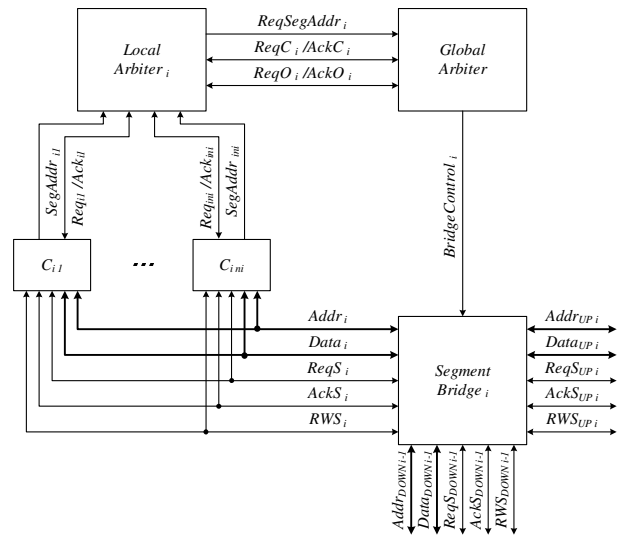 Local
Arbiter i
ReqSegAddr i
ReqC i /AckC i
ReqO i /AckO i
Global
Arbiter
SegAddr i1
Req i1 /Ack i1
Req ini /Ack ini
SegAddr ini
BridgeControl i
C i 1
...
C i ni
Addr i
Data i
ReqS i
AckS i
RWS i
Segment
Bridge i
Addr UP i
Data UP i
ReqS UP i
AckS UP i
RWS UP i
Addr DOWN i-1
Data DOWN i-1
ReqS DOWN i-1
AckS DOWN i-1
RWS DOWN i-1